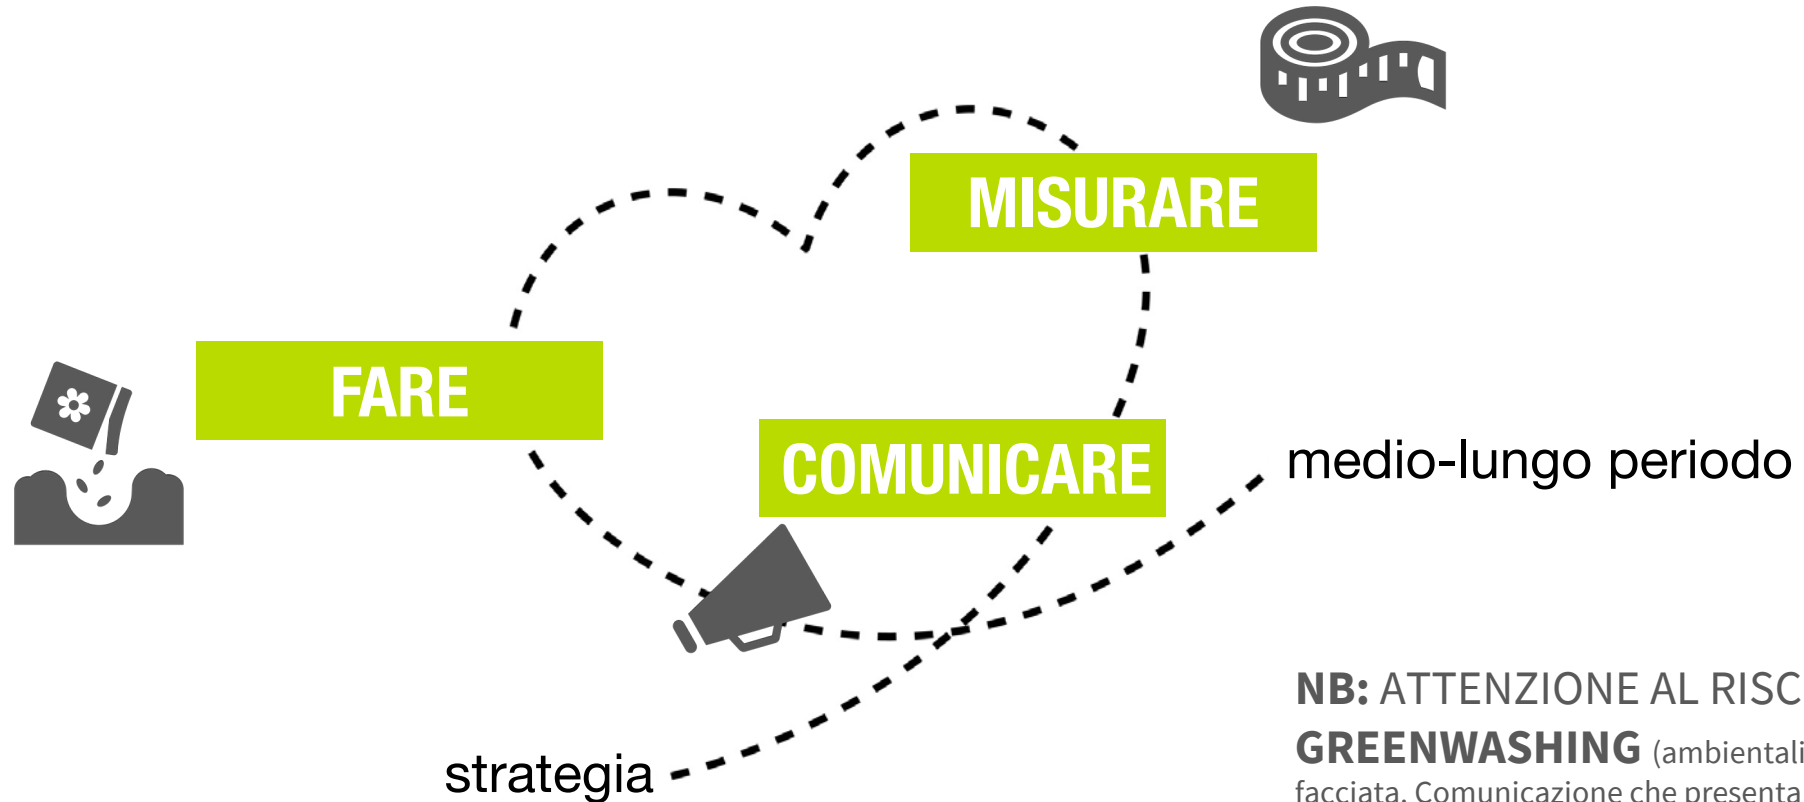 MISURARE
FARE
COMUNICARE
medio-lungo periodo
NB: ATTENZIONE AL RISC
GREENWASHING (ambientali
facciata. Comunicazione che presenta
strategia